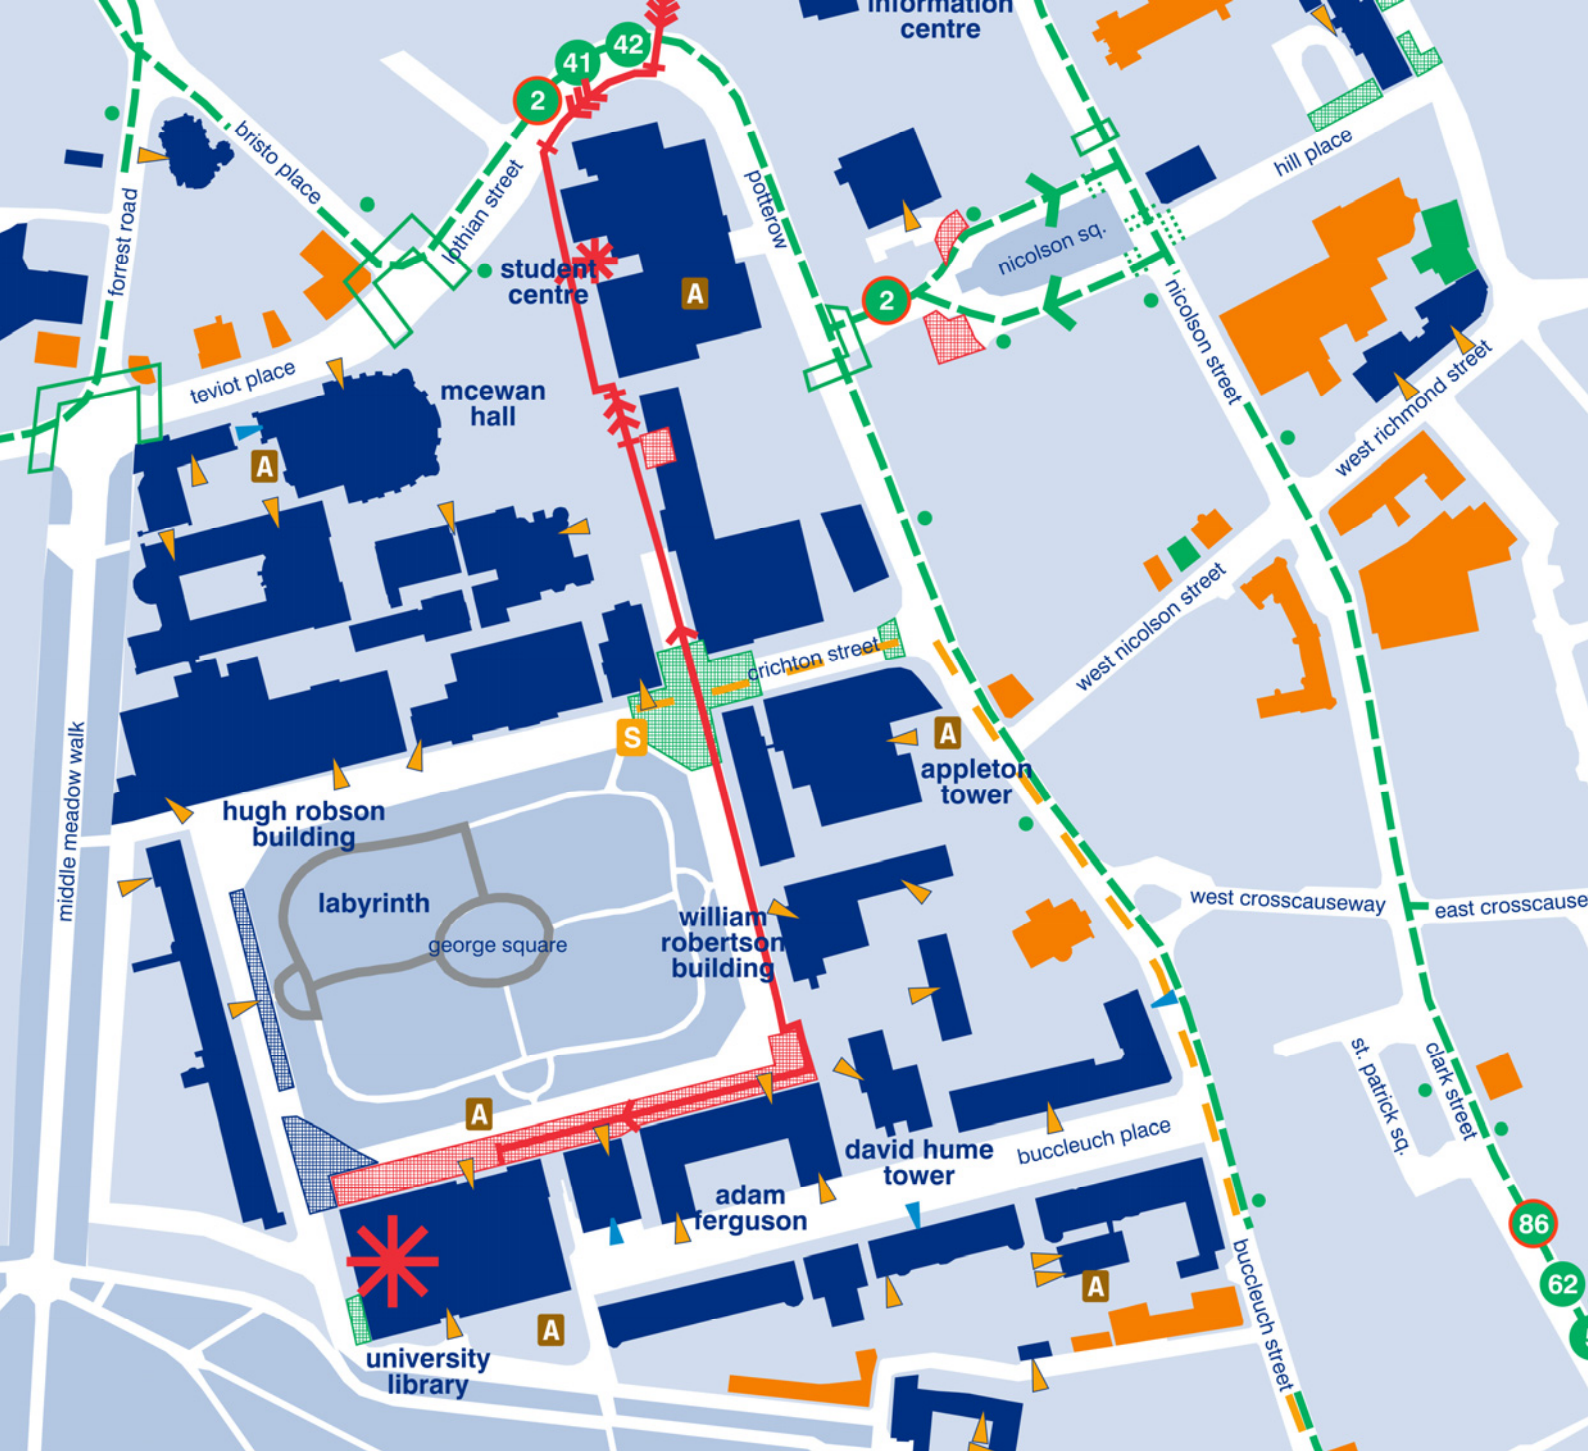 information
centre
42
41
2
bristo place
forrest road
lothian street
potterow
hill place
nicolson sq.
2
student
centre
A
nicolson street
teviot place
mcewan
hall
A
west richmond street
west nicolson street
crichton street
S
A
appleton
tower
middle meadow walk
hugh robson
building
labyrinth
george square
william
robertson
building
west crosscauseway
east crosscause
st. patrick sq.
clark street
A
david hume
tower
buccleuch place
adam
ferguson
86
62
A
A
buccleuch street
university
library